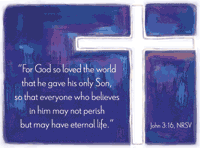 "For God so loved the world
that he gave his only Son,
so that everyone who believes
in him may not perish
but may have eternal life."
John 3:16, NRSV